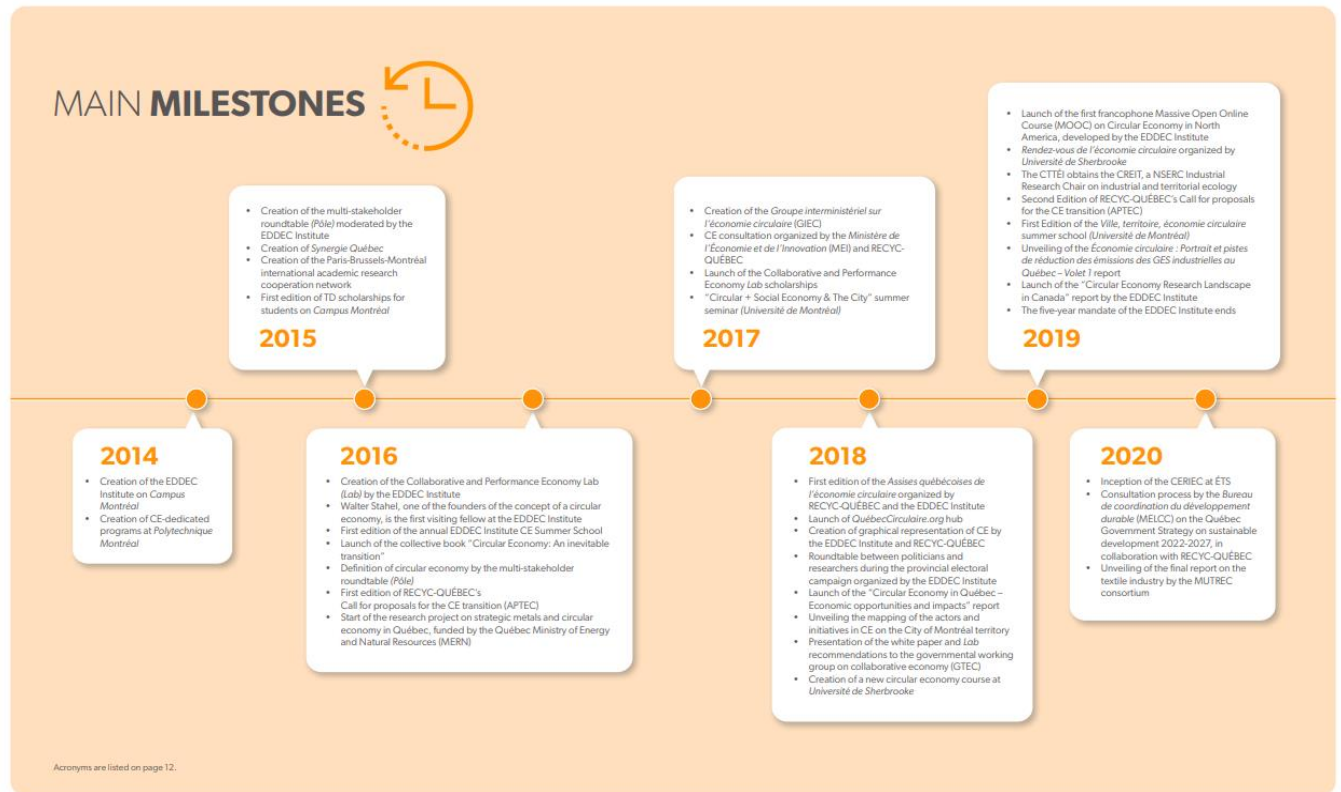 MAIN MILESTONES
• Creation of the EDDEC
Institute on Campus
Montréal
• Creation of CE-dedicated
programs at Polytechnique
Montréal
2014
• Creation of the multi-stakeholder
roundtable (Pôle) moderated by the
EDDEC Institute
• Creation of Synergie Québec
• Creation of the Paris-Brussels-Montréal
international academic research
cooperation network
• First edition of TD scholarships for
students on Campus Montréal
2015
2016
• Creation of the Collaborative and Performance Economy Lab
(Lab) by the EDDEC Institute
• Walter Stahel, one of the founders of the concept of a circular
economy, is the first visiting fellow at the EDDEC Institute
• First edition of the annual EDDEC Institute CE Summer School
• Launch of the collective book "Circular Economy: An inevitable
transition"
• Definition of circular economy by the multi-stakeholder
roundtable (Pôle)
• First edition of RECYC-QUÉBEC's
Call for proposals for the CE transition (APTEC)
• Start of the research project on strategic metals and circular
economy in Québec, funded by the Québec Ministry of Energy
and Natural Resources (MERN)
• Creation of the Groupe interministériel sur
l'économie circulaire (GIEC)
• CE consultation organized by the Ministère de
l'Économie et de l'Innovation (MEI) and RECYC-
QUÉBEC
• Launch of the Collaborative and Performance
Economy Lab scholarships
• "Circular + Social Economy & The City" summer
seminar (Université de Montréal)
2017
2018
• First edition of the Assises québécoises de
l'économie circulaire organized by
RECYC-QUÉBEC and the EDDEC Institute
• Launch of QuébecCirculaire.org hub
• Creation of graphical representation of CE by
the EDDEC Institute and RECYC-QUÉBEC
• Roundtable between politicians and
researchers during the provincial electoral
campaign organized by the EDDEC Institute
• Launch of the "Circular Economy in Québec –
Economic opportunities and impacts" report
• Unveiling the mapping of the actors and
initiatives in CE on the City of Montréal territory
• Presentation of the white paper and Lab
recommendations to the governmental working
group on collaborative economy (GTEC)
• Creation of a new circular economy course at
Université de Sherbrooke
• Launch of the first francophone Massive Open Online
Course (MOOC) on Circular Economy in North
America, developed by the EDDEC Institute
• Rendez-vous de l'économie circulaire organized by
Université de Sherbrooke
• The CTTÉI obtains the CREIT, a NSERC Industrial
Research Chair on industrial and territorial ecology
• Second Edition of RECYC-QUÉBEC's Call for proposals
for the CE transition (APTEC)
• First Edition of the Ville, territoire, économie circulaire
summer school (Université de Montréal)
• Unveiling of the Économie circulaire : Portrait et pistes
de réduction des émissions des GES industrielles au
Québec – Volet 1 report
• Launch of the "Circular Economy Research Landscape
in Canada" report by the EDDEC Institute
• The five-year mandate of the EDDEC Institute ends
2019
2020
• Inception of the CERIEC at ÉTS
• Consultation process by the Bureau
de coordination du développement
durable (MELCC) on the Québec
Government Strategy on sustainable
development 2022-2027, in
collaboration with RECYC-QUÉBEC
• Unveiling of the final report on the
textile industry by the MUTREC
consortium
Acronyms are listed on page 12.